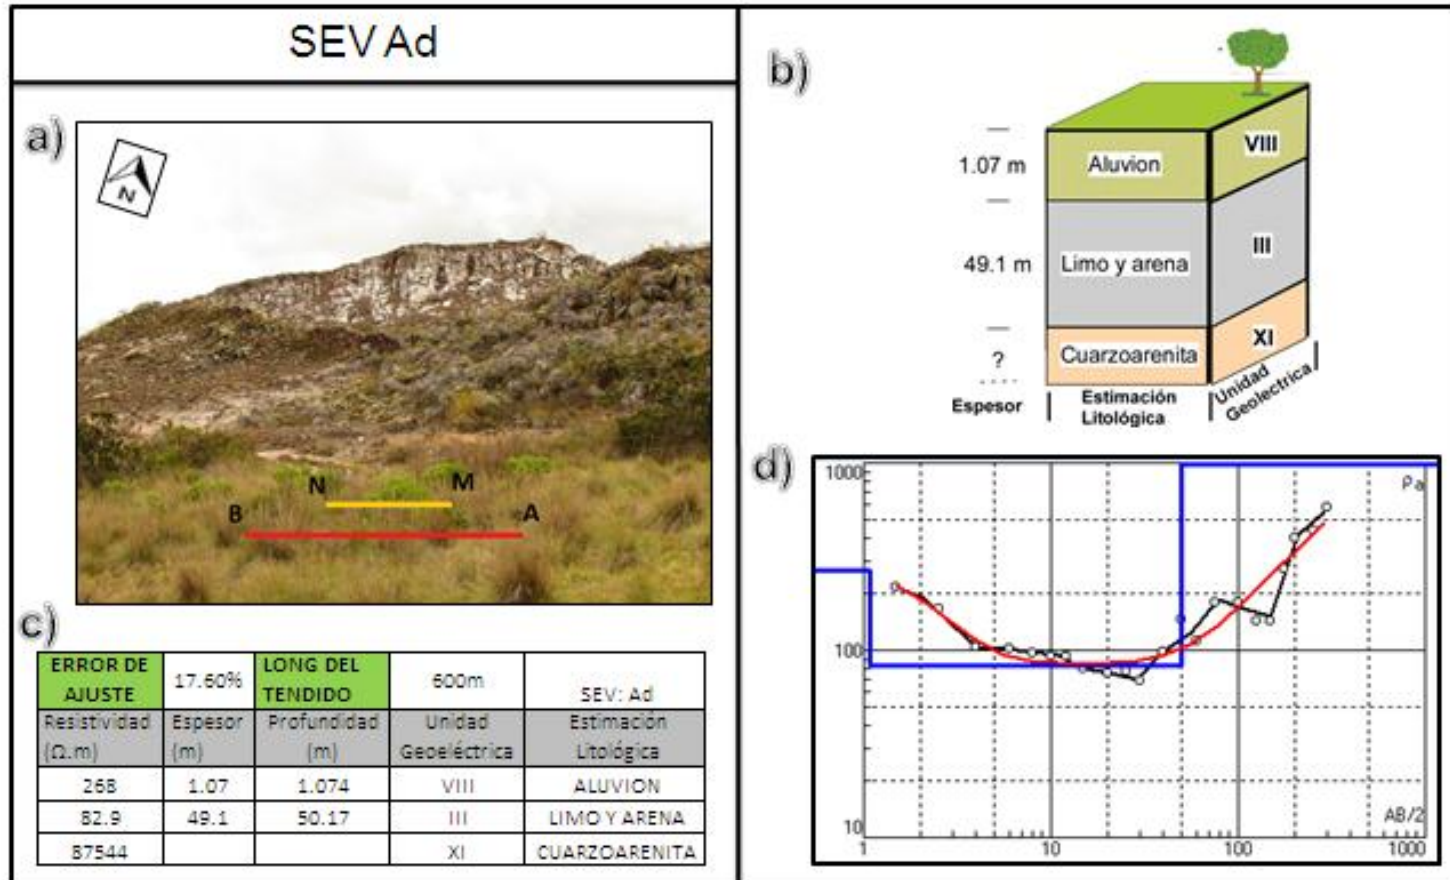 SEV Ad
a)
N
N
M
B
A
c)
ERROR DE AJUSTE 17.60% LONG DEL TENDIDO 600m SEV: Ad
Resistividad (Ω.m) Espesor (m) Profundidad (m) Unidad Geoeléctrica Estimación Litológica
268 1.07 1.074 VIII ALUVION
82.9 49.1 50.17 III LIMO Y ARENA
87544 XI CUARZOARENITA
b)
1.07 m Aluvion VIII
49.1 m Limo y arena III
? Cuarzoarenita XI
Espesor Estimación Litológica Unidad Geolectrica
d)
1000 ρa
100
10 AB/2
1 10 100 1000